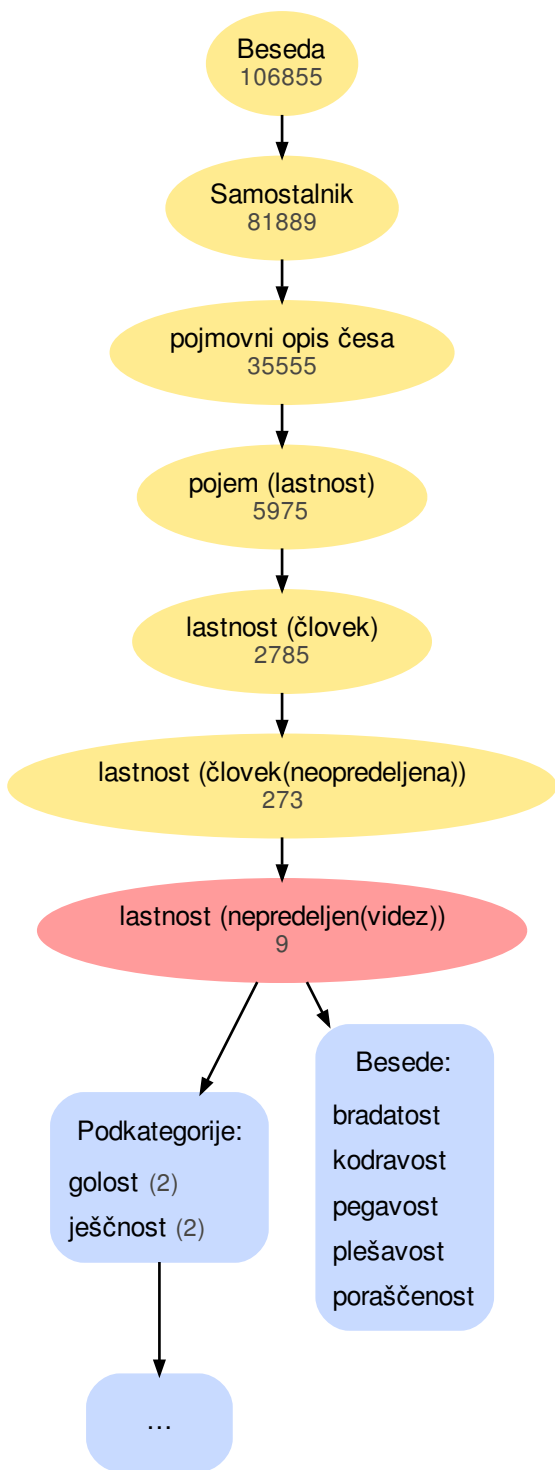 Beseda
106855
Samostalnik
81889
pojmovni opis česa
35555
pojem (lastnost)
5975
lastnost (človek)
2785
lastnost (človek(neopredeljena))
273
lastnost (nepredeljen(videz))
9
Podkategorije:
golost (2)
ješčnost (2)
Besede:
bradatost
kodravost
pegavost
plešavost
poraščenost
...